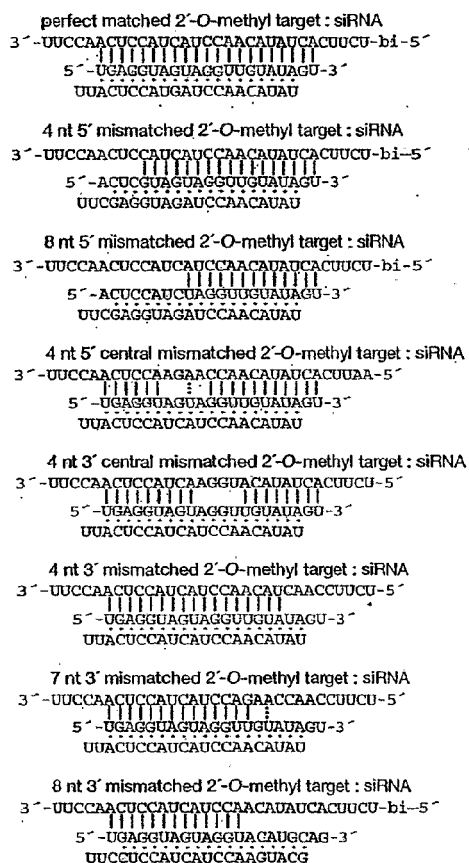 perfect matched 2´-O-methyl target : siRNA
3´-UUCCAACUCCAUCAUCCAACAUAUCACUUCU-bi-5´
5´-UGAGGUAGUAGGUUGUAUAGU-3´
UUACUCCAUGAUCCAACAUAU
4 nt 5´ mismatched 2´-O-methyl target : siRNA
3´-UUCCAACUCCAUCAUCCAACAUAUCACUUCU-bi-5´
5´-ACUCGUAGUAGGUUGUAUAGU-3´
UUCGAGGUAGAUCCAACAUAU
8 nt 5´ mismatched 2´-O-methyl target : siRNA
3´-UUCCAACUCCAUCAUCCAACAUAUCACUUCU-bi-5´
5´-ACUCCAUCUAGGUUGUAUAGU-3´
UUCGAGGUAGAUCCAACAUAU
4 nt 5´ central mismatched 2´-O-methyl target : siRNA
3´-UUCCAACUCCAAGAACCAACAUAUCACUUAA-5´
5´-UGAGGUAGUAGGUUGUAUAGU-3´
UUACUCCAUCAUCCAACAUAU
4 nt 3´ central mismatched 2´-O-methyl target : siRNA
3´-UUCCAACUCCAUCAAGGUACAUAUCACUUCU-5´
5´-UGAGGUAGUAGGUUGUAUAGU-3´
UUACUCCAUCAUCCAACAUAU
4 nt 3´ mismatched 2´-O-methyl target : siRNA
3´-UUCCAACUCCAUCAUCCAACAUCAACCUUCU-5´
5´-UGAGGUAGUAGGUUGUAUAGU-3´
UUACUCCAUCAUCCAACAUAU
7 nt 3´ mismatched 2´-O-methyl target : siRNA
3´-UUCCAACUCCAUCAUCCAGAACCAACCUUCU-5´
5´-UGAGGUAGUAGGUUGUAUAGU-3´
UUACUCCAUCAUCCAACAUAU
8 nt 3´ mismatched 2´-O-methyl target : siRNA
3´-UUCCAACUCCAUCAUCCAACAUAUCACUUCU-bi-5´
5´-UGAGGUAGUAGGUACAUGCAG-3´
UUCCUCCAUCAUCCAAGUACG